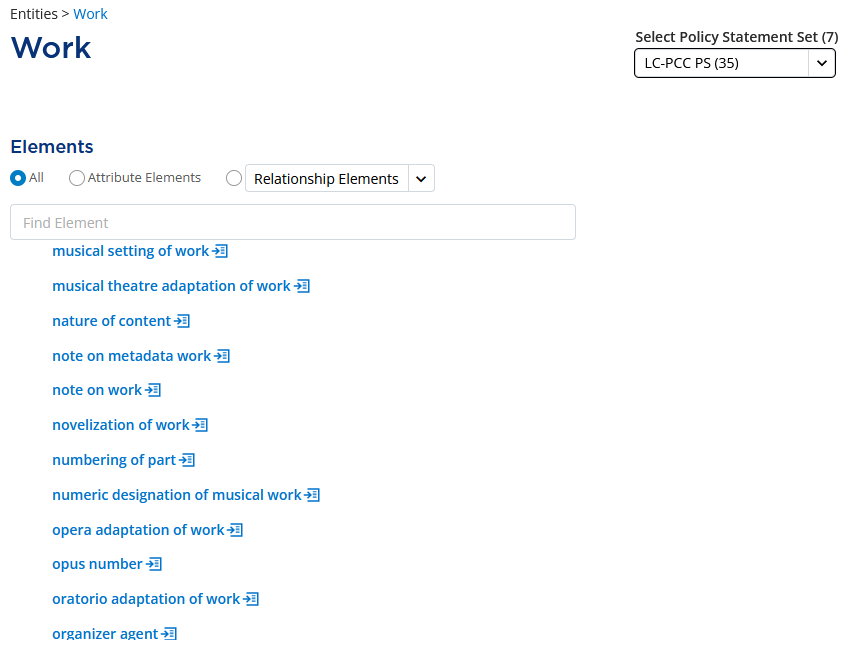 Entities > Work
Work
Select Policy Statement Set (7)
LC-PCC PS (35)
Elements
All Attribute Elements Relationship Elements
Find Element
musical setting of work
musical theatre adaptation of work
nature of content
note on metadata work
note on work
novelization of work
numbering of part
numeric designation of musical work
opera adaptation of work
opus number
oratorio adaptation of work
organizer agent